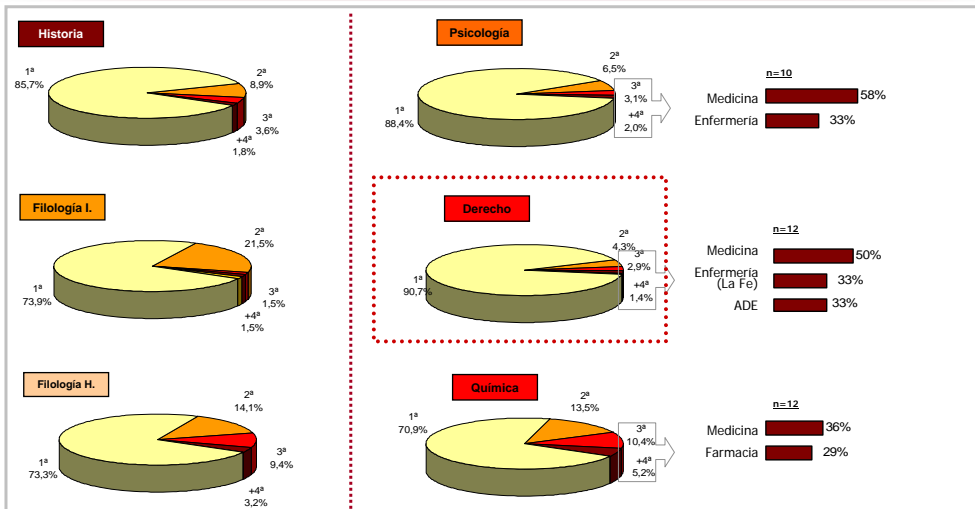 Historia
1ª
85,7%
2ª
8,9%
3ª
3,6%
+4ª
1,8%
Filología I.
1ª
73,9%
2ª
21,5%
3ª
1,5%
+4ª
1,5%
Filología H.
1ª
73,3%
2ª
14,1%
3ª
9,4%
+4ª
3,2%
Psicología
1ª
88,4%
2ª
6,5%
3ª
3,1%
+4ª
2,0%
n=10
Medicina 58%
Enfermería 33%
Derecho
1ª
90,7%
2ª
4,3%
3ª
2,9%
+4ª
1,4%
n=12
Medicina 50%
Enfermería
(La Fe) 33%
ADE 33%
Química
1ª
70,9%
2ª
13,5%
3ª
10,4%
+4ª
5,2%
n=12
Medicina 36%
Farmacia 29%